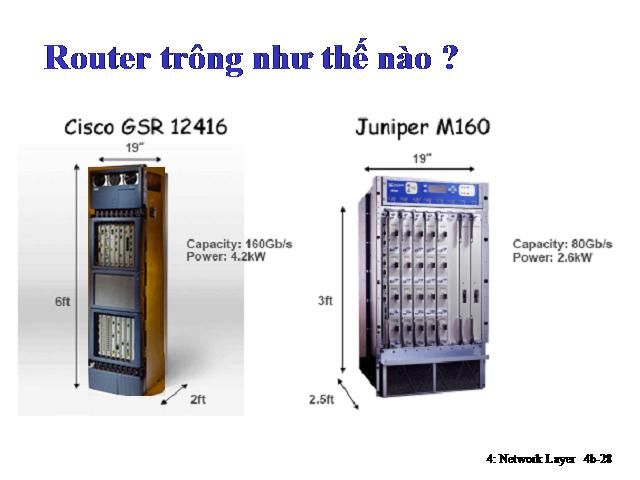 Router trông như thế nào ?
Cisco GSR 12416
Juniper M160
19”
19”
Capacity: 160Gb/s
Power: 4.2kW
Capacity: 80Gb/s
Power: 2.6kW
6ft
3ft
2ft
2.5ft
4: Network Layer 4b-28